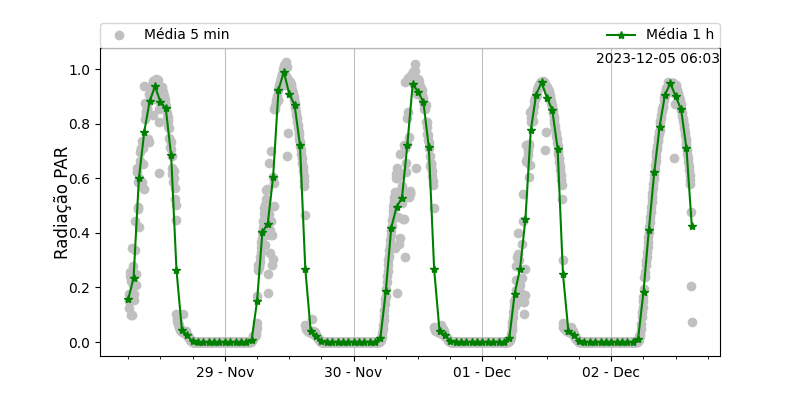 Média 5 min
Média 1 h
2023-12-05 06:03
Radiação PAR
1.0
0.8
0.6
0.4
0.2
0.0
29 - Nov
30 - Nov
01 - Dec
02 - Dec